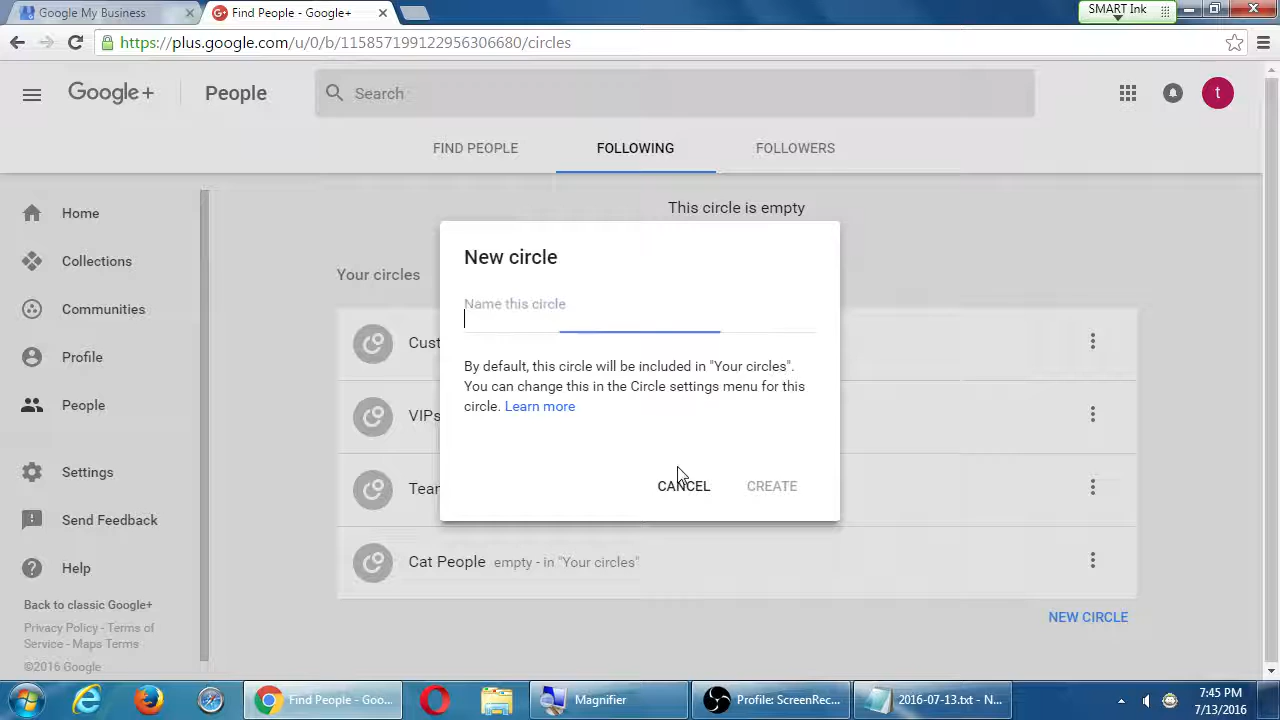 Google My Business
Find People - Google+
SMART Ink
https://plus.google.com/u/0/b/115857199122956306680/circles
Google+
People
Search
t
FIND PEOPLE
FOLLOWING
FOLLOWERS
Home
Collections
Communities
Profile
People
Settings
Send Feedback
Help
Back to classic Google+
Privacy Policy - Terms of
Service - Maps Terms
©2016 Google
This circle is empty
Your circles
Cust
VIPs
Tear
Cat People empty - in "Your circles"
NEW CIRCLE
New circle
Name this circle
By default, this circle will be included in "Your circles".
You can change this in the Circle settings menu for this
circle. Learn more
CANCEL
CREATE
Find People - Goo...
Magnifier
Profile: ScreenRec...
2016-07-13.txt - N...
7:45 PM
7/13/2016